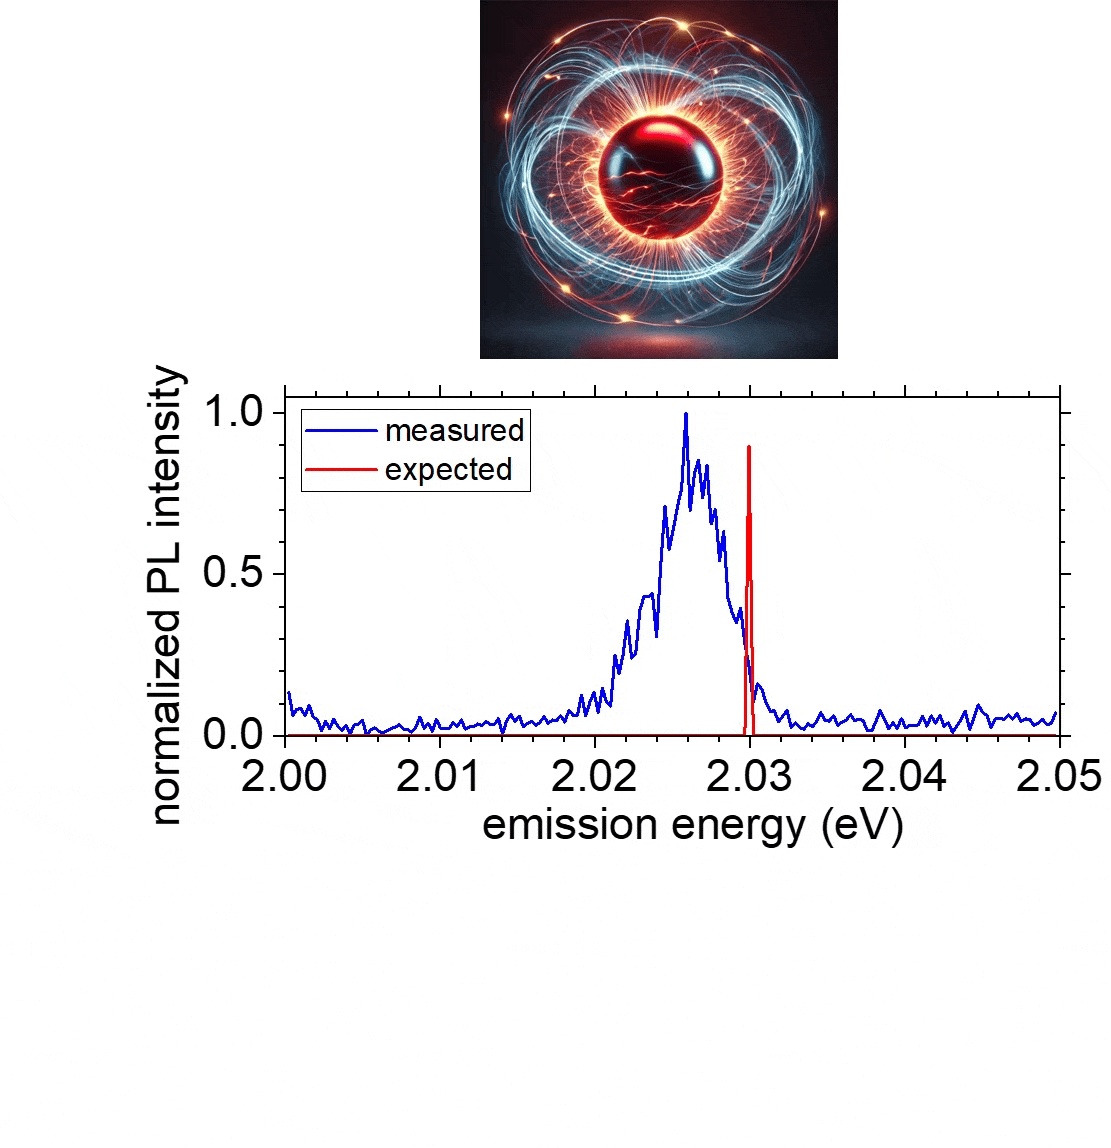 normalized PL intensity
1.0
0.5
0.0
measured
expected
2.00 2.01 2.02 2.03 2.04 2.05
emission energy (eV)